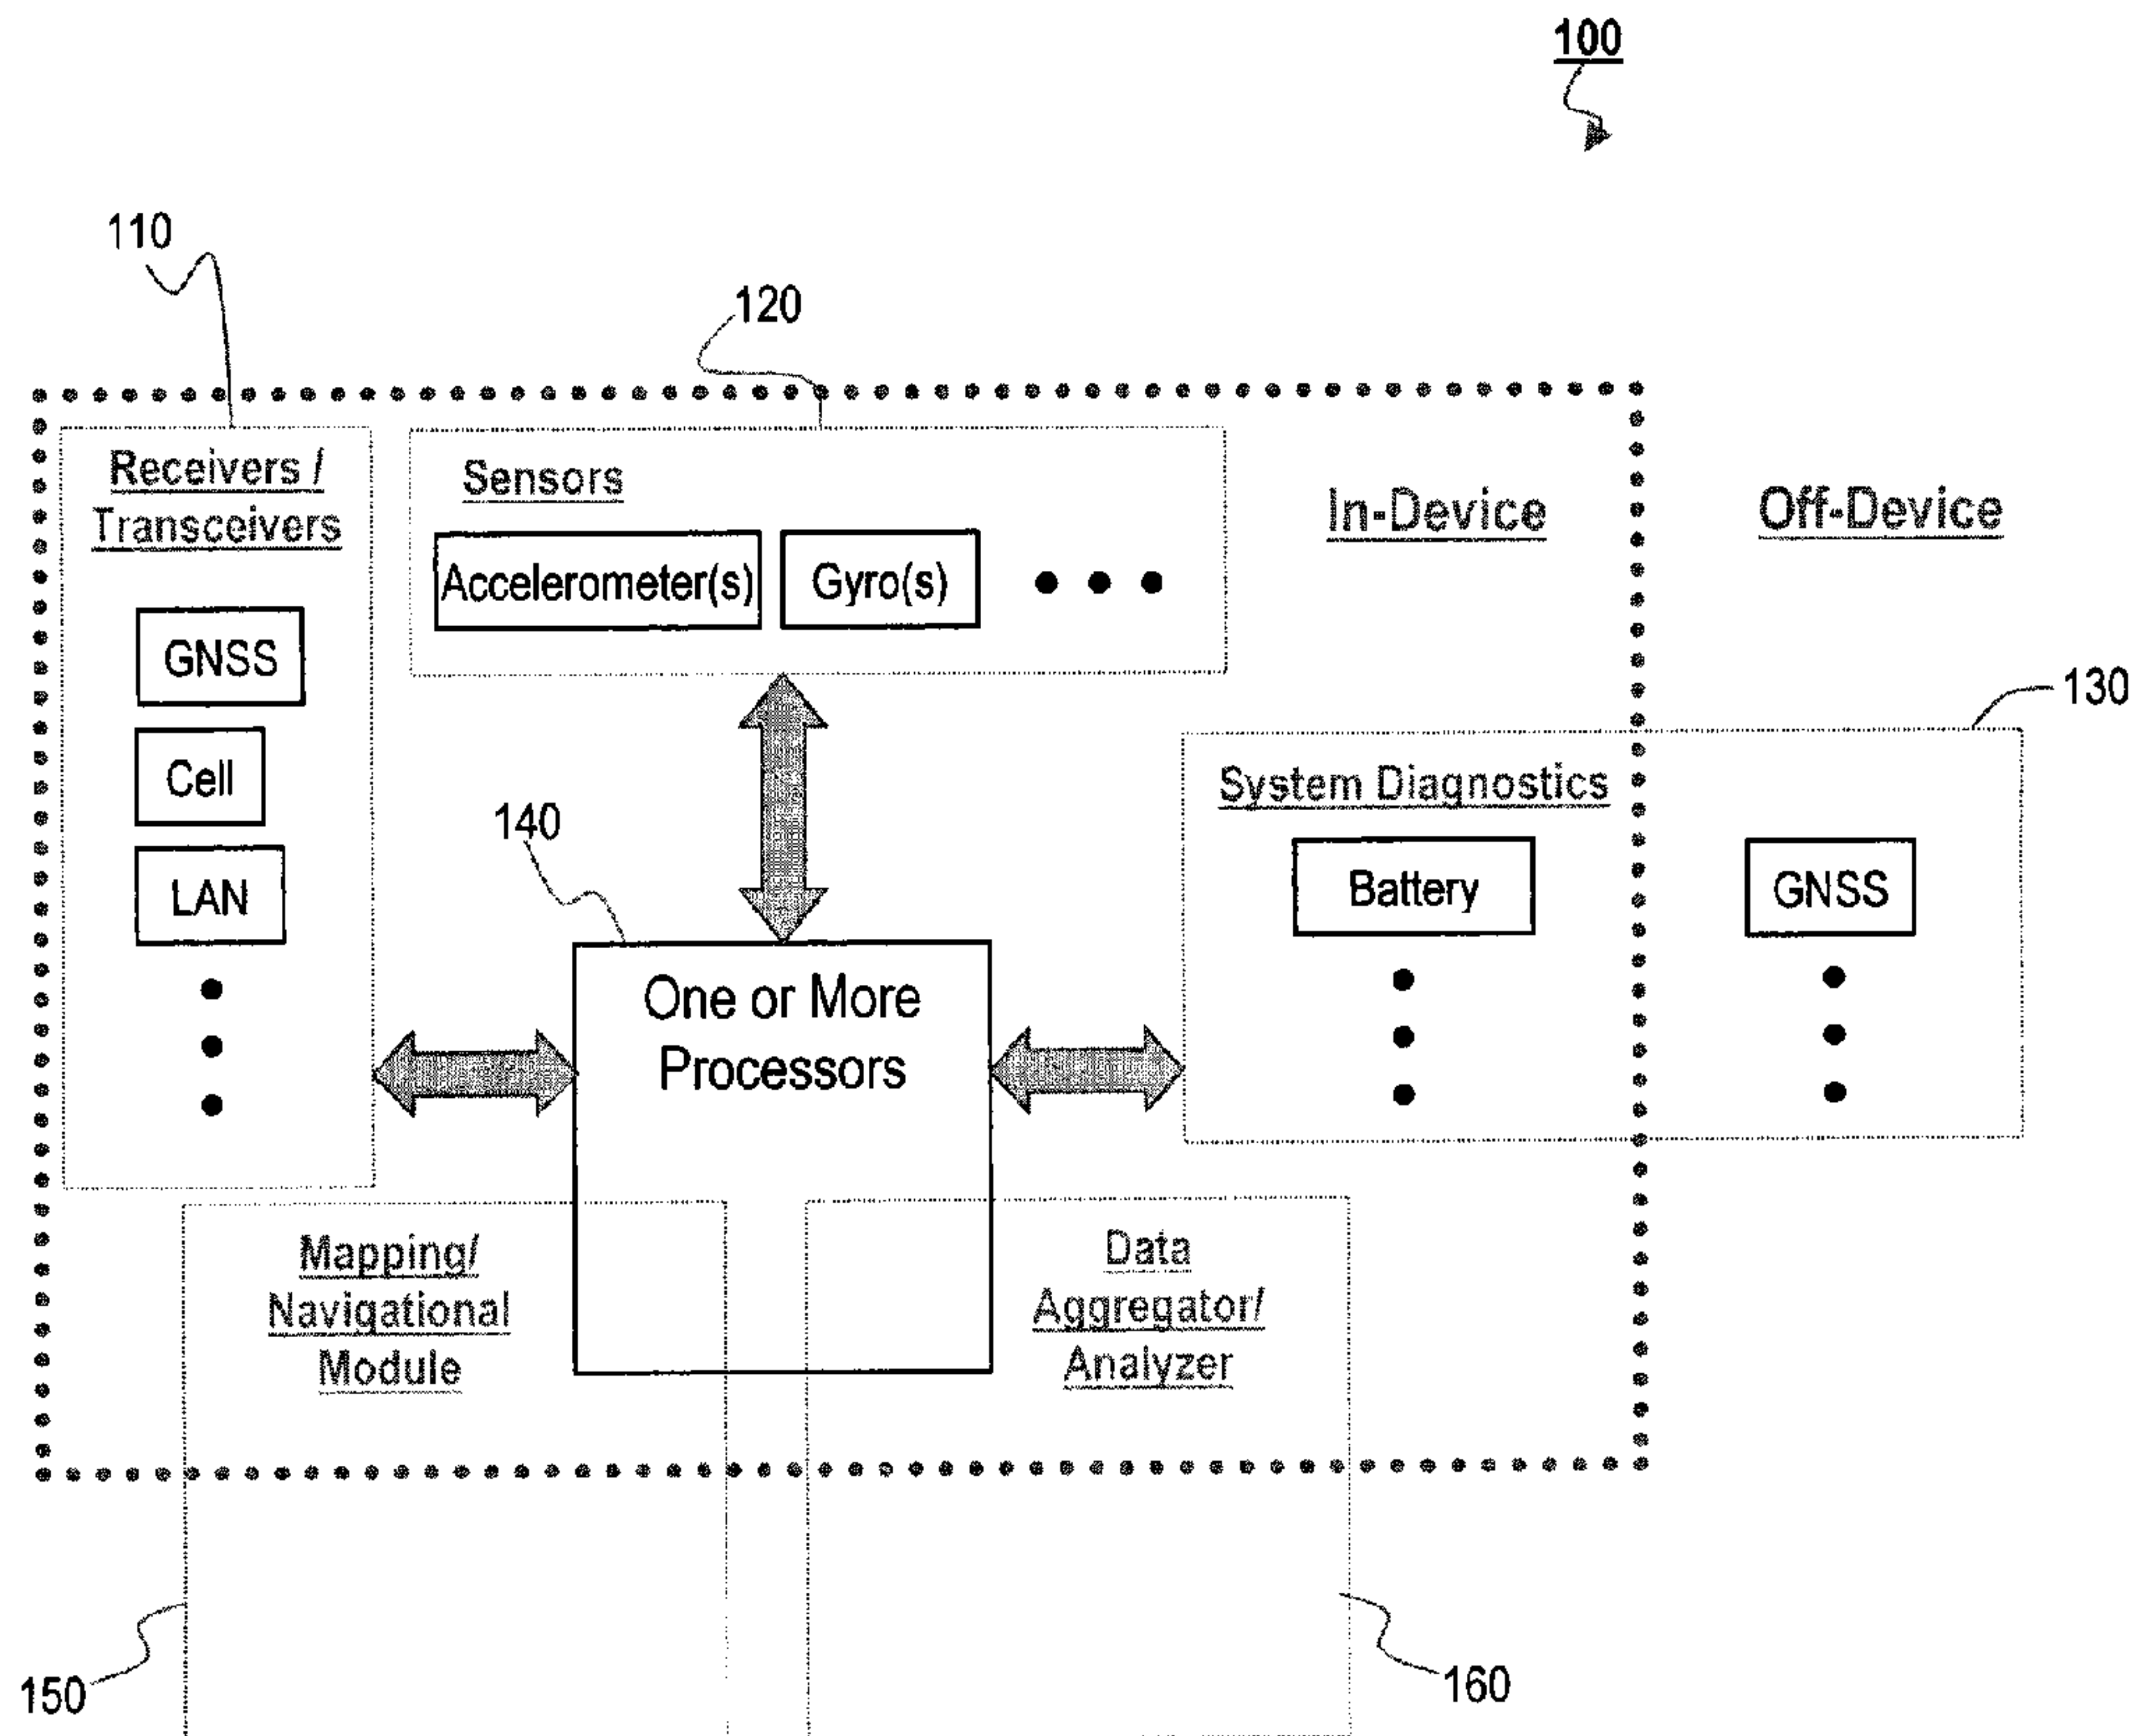 100
110
120
Receivers /
Transceivers
Sensors
In-Device
Off-Device
Accelerometer(s)
Gyro(s)
GNSS
130
Cell
System Diagnostics
140
LAN
Battery
GNSS
One or More
Processors
Mapping/
Navigational
Module
Data
Aggregator/
Analyzer
150
160